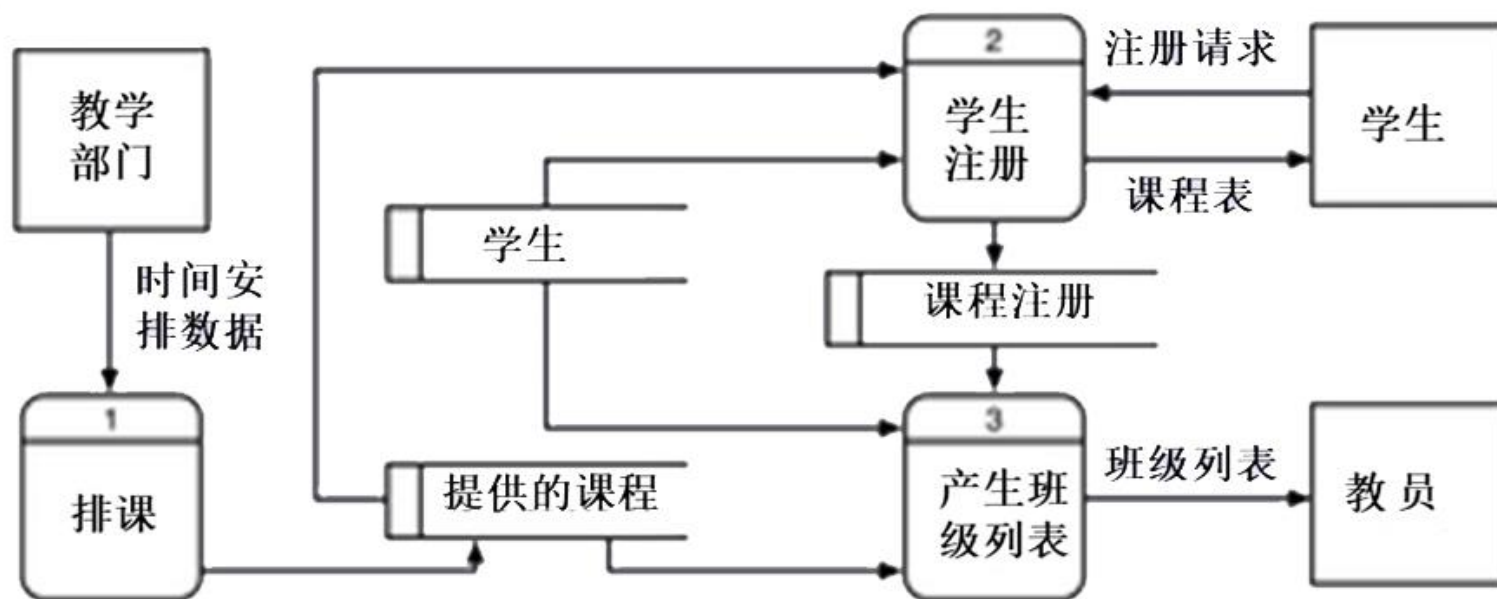 教学
部门
时间安
排数据
1
排课
学生
提供的课程
2
学生
注册
注册请求
课程表
学生
课程注册
3
产生班
级列表
班级列表
教 员